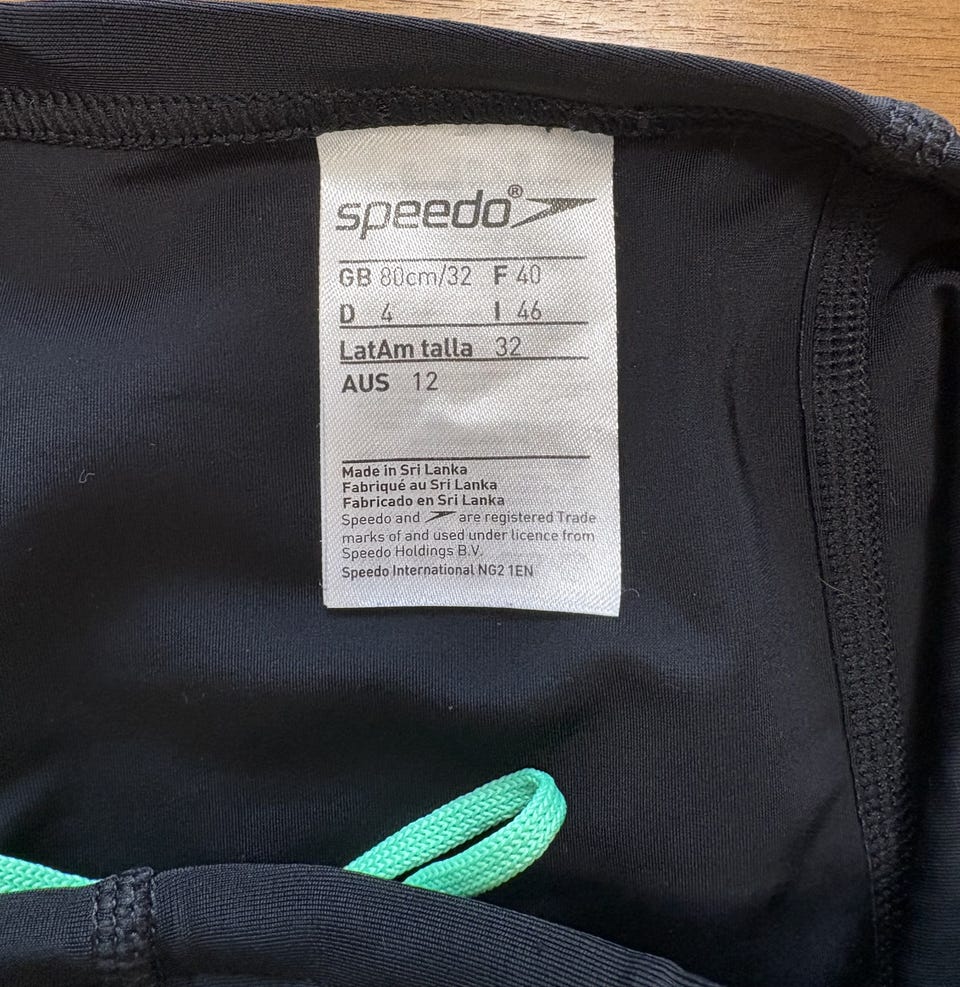 speedo®
GB 80cm/32 F 40
D 4 I 46
LatAm talla 32
AUS 12
Made in Sri Lanka
Fabriqué au Sri Lanka
Fabricado en Sri Lanka
Speedo and are registered Trade
marks of and used under licence from
Speedo Holdings B.V.
Speedo International NG2 1EN